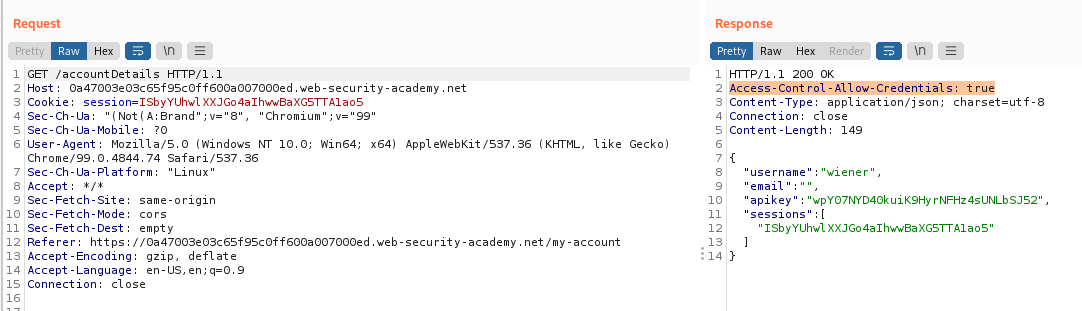 Request
Pretty Raw Hex \n
1 GET /accountDetails HTTP/1.1
2 Host: 0a47003e03c65f95c0ff600a007000ed.web-security-academy.net
3 Cookie: session=ISbyYUhwlXXJGo4aIhwwBaXG5TTA1ao5
4 Sec-Ch-Ua: "(Not(A:Brand";v="8", "Chromium";v="99"
5 Sec-Ch-Ua-Mobile: ?0
6 User-Agent: Mozilla/5.0 (Windows NT 10.0; Win64; x64) AppleWebKit/537.36 (KHTML, like Gecko)
Chrome/99.0.4844.74 Safari/537.36
7 Sec-Ch-Ua-Platform: "Linux"
8 Accept: */*
9 Sec-Fetch-Site: same-origin
10 Sec-Fetch-Mode: cors
11 Sec-Fetch-Dest: empty
12 Referer: https://0a47003e03c65f95c0ff600a007000ed.web-security-academy.net/my-account
13 Accept-Encoding: gzip, deflate
14 Accept-Language: en-US,en;q=0.9
15 Connection: close
16
17
Response
Pretty Raw Hex Render \n
1 HTTP/1.1 200 OK
2 Access-Control-Allow-Credentials: true
3 Content-Type: application/json; charset=utf-8
4 Connection: close
5 Content-Length: 149
6
7 {
8 "username":"wiener",
9 "email":"",
10 "apikey":"wpYO7NYD40kuiK9HyrNFHz4sUNLbSJ52",
11 "sessions":[
12 "ISbyYUhwlXXJGo4aIhwwBaXG5TTA1ao5"
13 ]
14 }